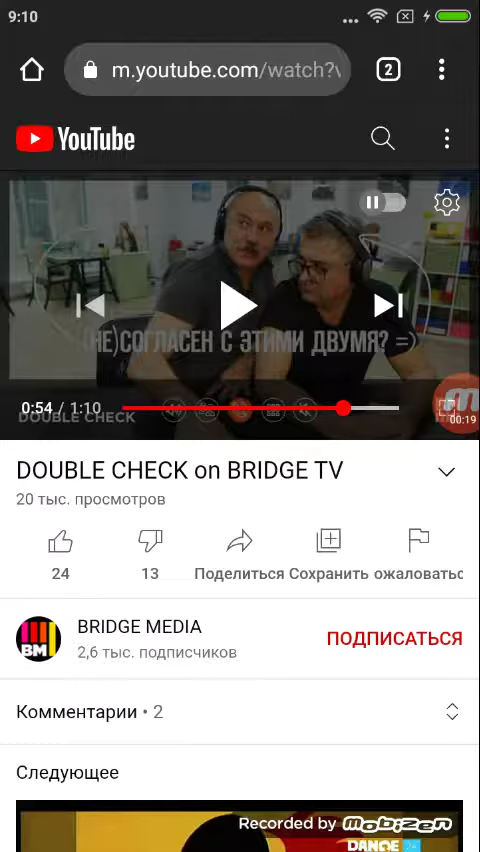 9:10
m.youtube.com/watch?v
2
YouTube
(НЕ)СОГЛАСЕН С ЭТИМИ ДВУМЯ? =)
0:54 / 1:10
DOUBLE CHECK
00:19
DOUBLE CHECK on BRIDGE TV
20 тыс. просмотров
24
13
Поделиться
Сохранить
ожаловатьс
BM
BRIDGE MEDIA
2,6 тыс. подписчиков
ПОДПИСАТЬСЯ
Комментарии • 2
Следующее
Recorded by mobizen
DANCE